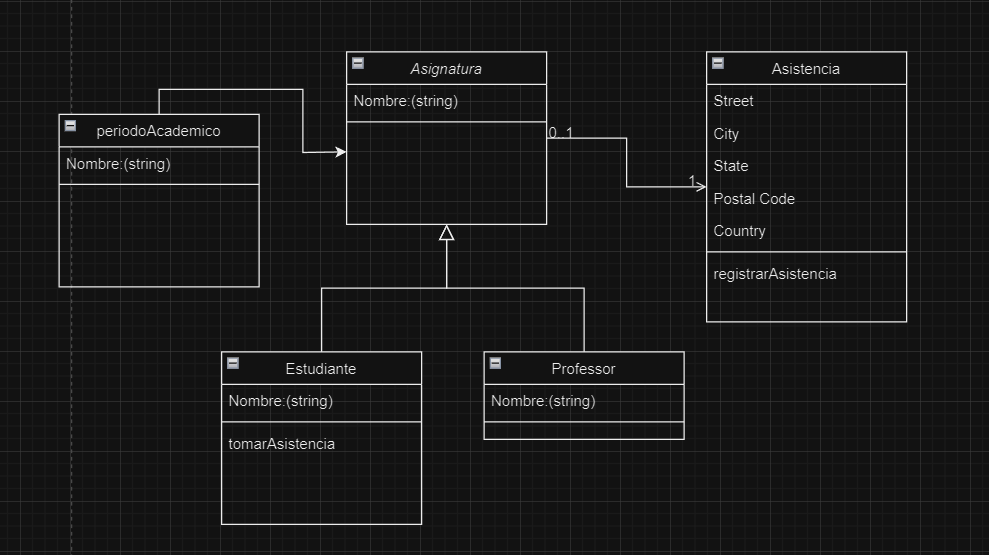 Asignatura
Nombre:(string)
Asistencia
Street
City
State
Postal Code
Country
registrarAsistencia
periodoAcademico
Nombre:(string)
0..1
1
Estudiante
Nombre:(string)
tomarAsistencia
Professor
Nombre:(string)